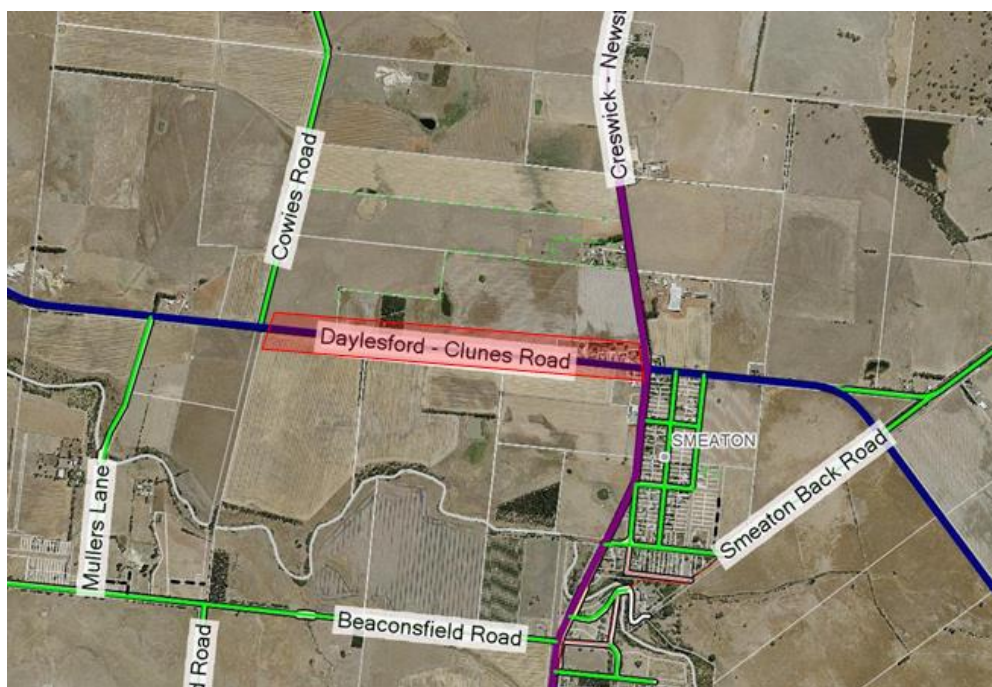 Creswick - Newst
Cowies Road
Daylesford - Clunes Road
SMEATON
Mullers Lane
Smeaton Back Road
Beaconsfield Road
d Road